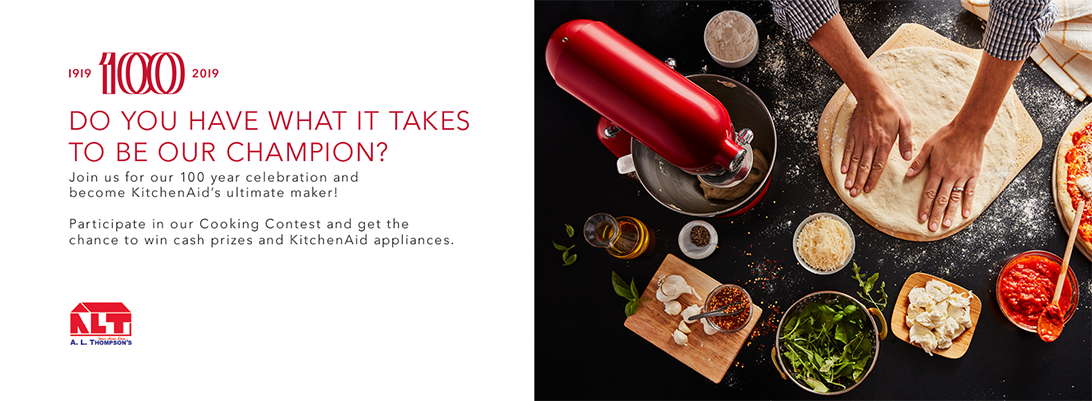 1919 100 2019
DO YOU HAVE WHAT IT TAKES
TO BE OUR CHAMPION?
Join us for our 100 year celebration and
become KitchenAid's ultimate maker!
Participate in our Cooking Contest and get the
chance to win cash prizes and KitchenAid appliances.
ALT
A. L. THOMPSON'S